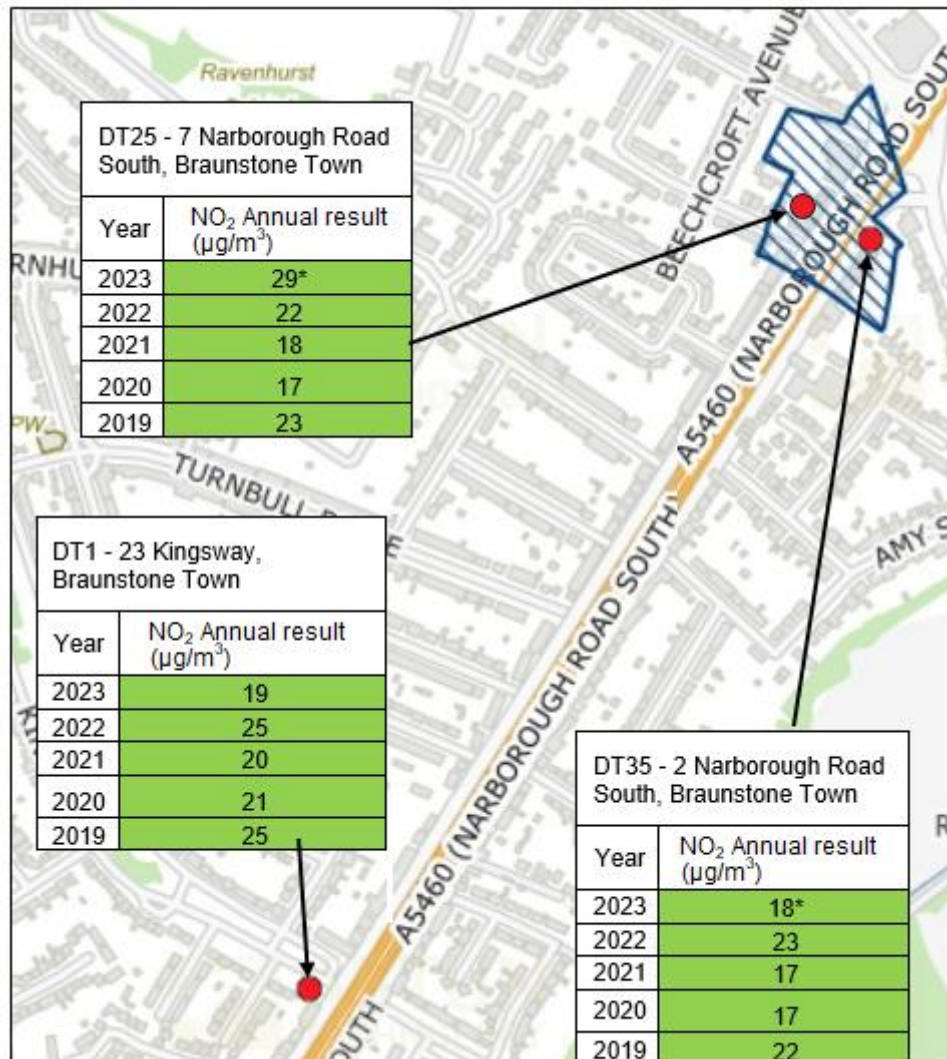 Ravenhurst
BEECHCROFT AVENUE
A5460 (NARBOROUGH ROAD SOUTH)
DT25 - 7 Narborough Road
South, Braunstone Town
Year NO₂ Annual result
(µg/m³)
2023 29*
2022 22
2021 18
2020 17
2019 23
PW
TURNBULL
AMY S
DT1 - 23 Kingsway,
Braunstone Town
Year NO₂ Annual result
(µg/m³)
2023 19
2022 25
2021 20
2020 21
2019 25
A5460 (NARBOROUGH ROAD SOUTH)
OUTH
DT35 - 2 Narborough Road
South, Braunstone Town
Year NO₂ Annual result
(µg/m³)
2023 18*
2022 23
2021 17
2020 17
2019 22
R